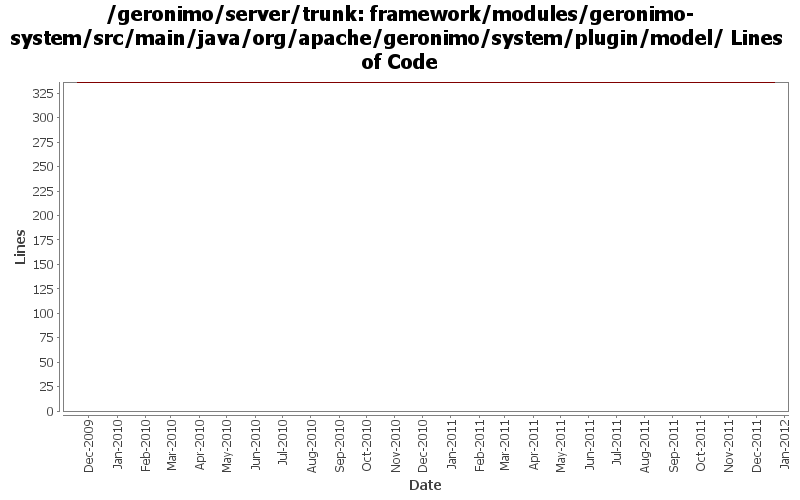 /geronimo/server/trunk: framework/modules/geronimo-
system/src/main/java/org/apache/geronimo/system/plugin/model/ Lines
of Code
Lines
325
300
275
250
225
200
175
150
125
100
75
50
25
0
Dec-2009
Jan-2010
Feb-2010
Mar-2010
Apr-2010
May-2010
Jun-2010
Jul-2010
Aug-2010
Sep-2010
Oct-2010
Nov-2010
Dec-2010
Jan-2011
Feb-2011
Mar-2011
Apr-2011
May-2011
Jun-2011
Jul-2011
Aug-2011
Sep-2011
Oct-2011
Nov-2011
Dec-2011
Jan-2012
Date